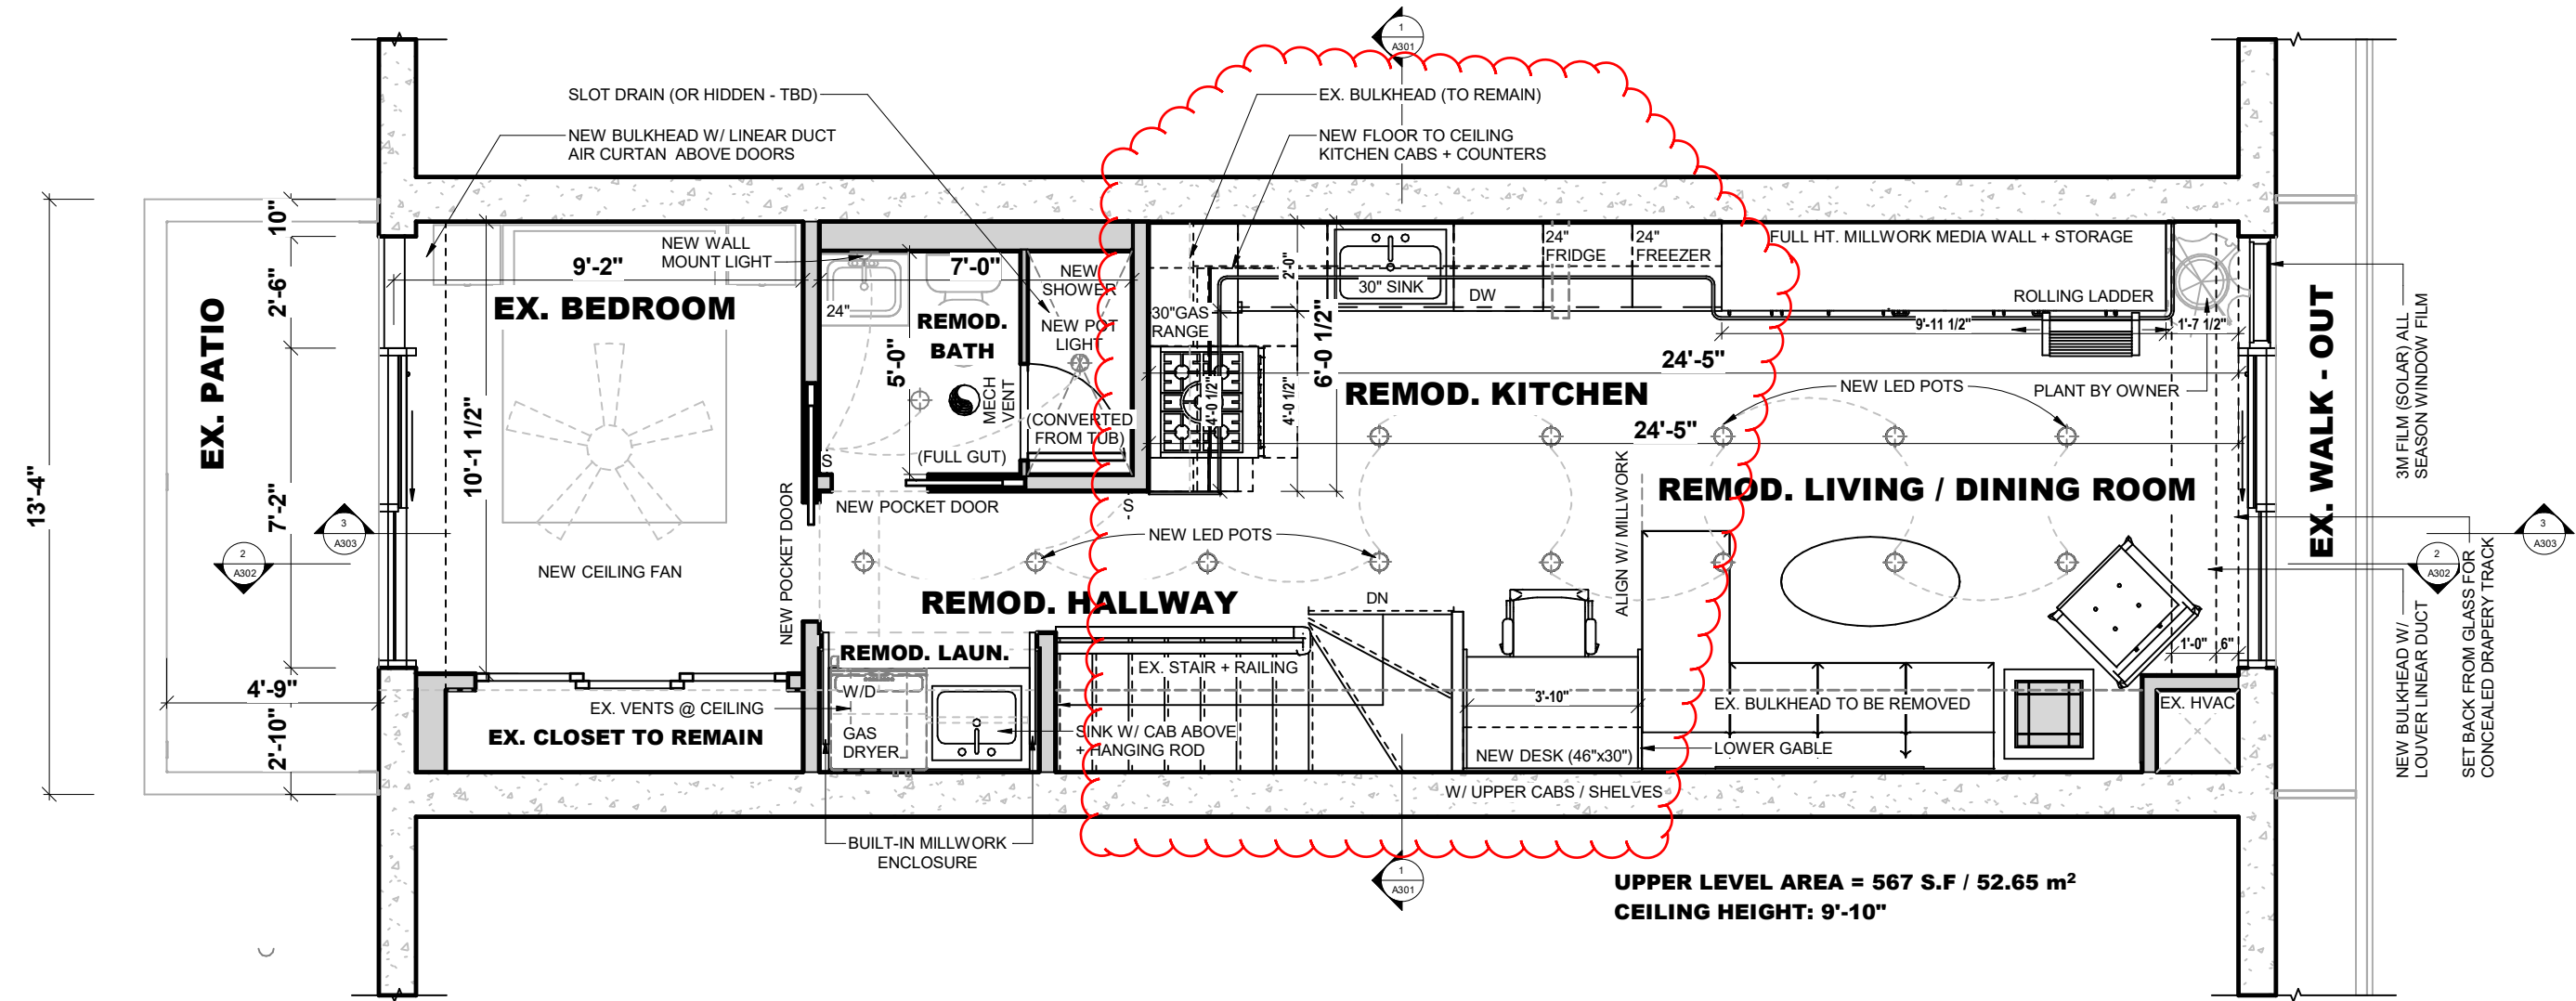 1
A301
SLOT DRAIN (OR HIDDEN - TBD)
EX. BULKHEAD (TO REMAIN)
NEW BULKHEAD W/ LINEAR DUCT
AIR CURTAN ABOVE DOORS
NEW FLOOR TO CEILING
KITCHEN CABS + COUNTERS
10"
2'-6"
7'-2"
2'-10"
13'-4"
4'-9"
EX. PATIO
2
A302
3
A303
NEW WALL
MOUNT LIGHT
9'-2"
EX. BEDROOM
10'-1 1/2"
NEW CEILING FAN
NEW POCKET DOOR
EX. VENTS @ CEILING
EX. CLOSET TO REMAIN
7'-0"
24"
REMOD.
BATH
5'-0"
MECH
VENT
(FULL GUT)
S
NEW
SHOWER
NEW POT
LIGHT
(CONVERTED
FROM TUB)
NEW POCKET DOOR
S
NEW LED POTS
REMOD. HALLWAY
REMOD. LAUN.
W/D
GAS
DRYER
SINK W/ CAB ABOVE
+ HANGING ROD
BUILT-IN MILLWORK
ENCLOSURE
EX. STAIR + RAILING
DN
30"GAS
RANGE
4'-0 1/2"
2'-0"
4'-0 1/2"
6'-0 1/2"
30" SINK
DW
24"
FRIDGE
24"
FREEZER
REMOD. KITCHEN
FULL HT. MILLWORK MEDIA WALL + STORAGE
ROLLING LADDER
9'-11 1/2"
1'-7 1/2"
24'-5"
NEW LED POTS
PLANT BY OWNER
24'-5"
ALIGN W/ MILLWORK
REMOD. LIVING / DINING ROOM
3'-10"
NEW DESK (46"x30")
W/ UPPER CABS / SHELVES
EX. BULKHEAD TO BE REMOVED
LOWER GABLE
1'-0"
6"
EX. HVAC
EX. WALK - OUT
3M FILM (SOLAR) ALL
SEASON WINDOW FILM
3
A303
2
A302
NEW BULKHEAD W/
LOUVER LINEAR DUCT
SET BACK FROM GLASS FOR
CONCEALED DRAPERY TRACK
1
A301
UPPER LEVEL AREA = 567 S.F / 52.65 m²
CEILING HEIGHT: 9'-10"